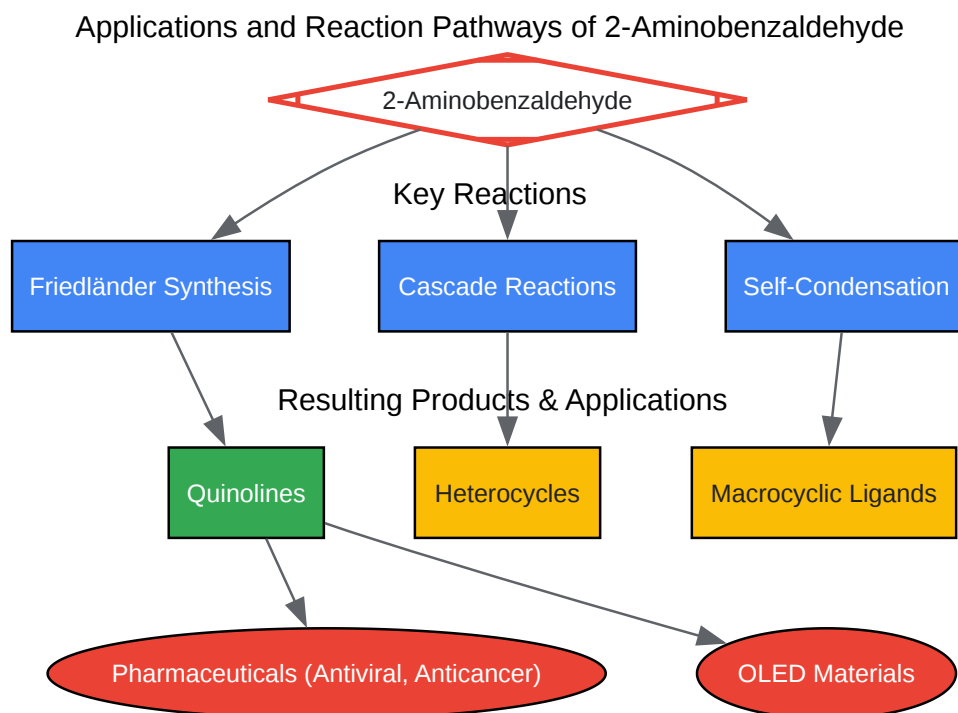 Applications and Reaction Pathways of 2-Aminobenzaldehyde
2-Aminobenzaldehyde
Key Reactions
Friedländer Synthesis
Cascade Reactions
Self-Condensation
Resulting Products & Applications
Quinolines
Heterocycles
Macrocyclic Ligands
Pharmaceuticals (Antiviral, Anticancer)
OLED Materials